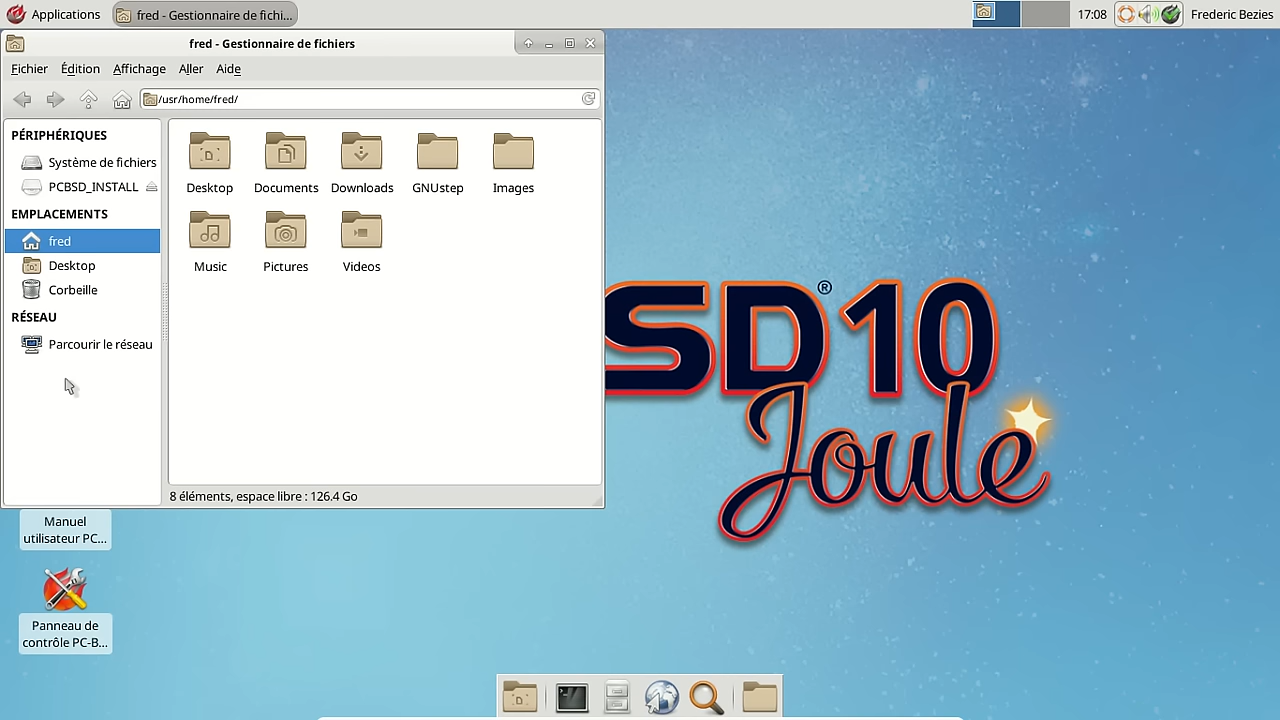 Applications
fred - Gestionnaire de fichi...
17:08
Frederic Bezies
fred - Gestionnaire de fichiers
Fichier Édition Affichage Aller Aide
/usr/home/fred/
PÉRIPHÉRIQUES
Système de fichiers
PCBSD_INSTALL
EMPLACEMENTS
fred
Desktop
Corbeille
RÉSEAU
Parcourir le réseau
Desktop Documents Downloads GNUstep Images
Music Pictures Videos
8 éléments, espace libre : 126.4 Go
SD®10
Joule
Manuel
utilisateur PC...
Panneau de
contrôle PC-B...